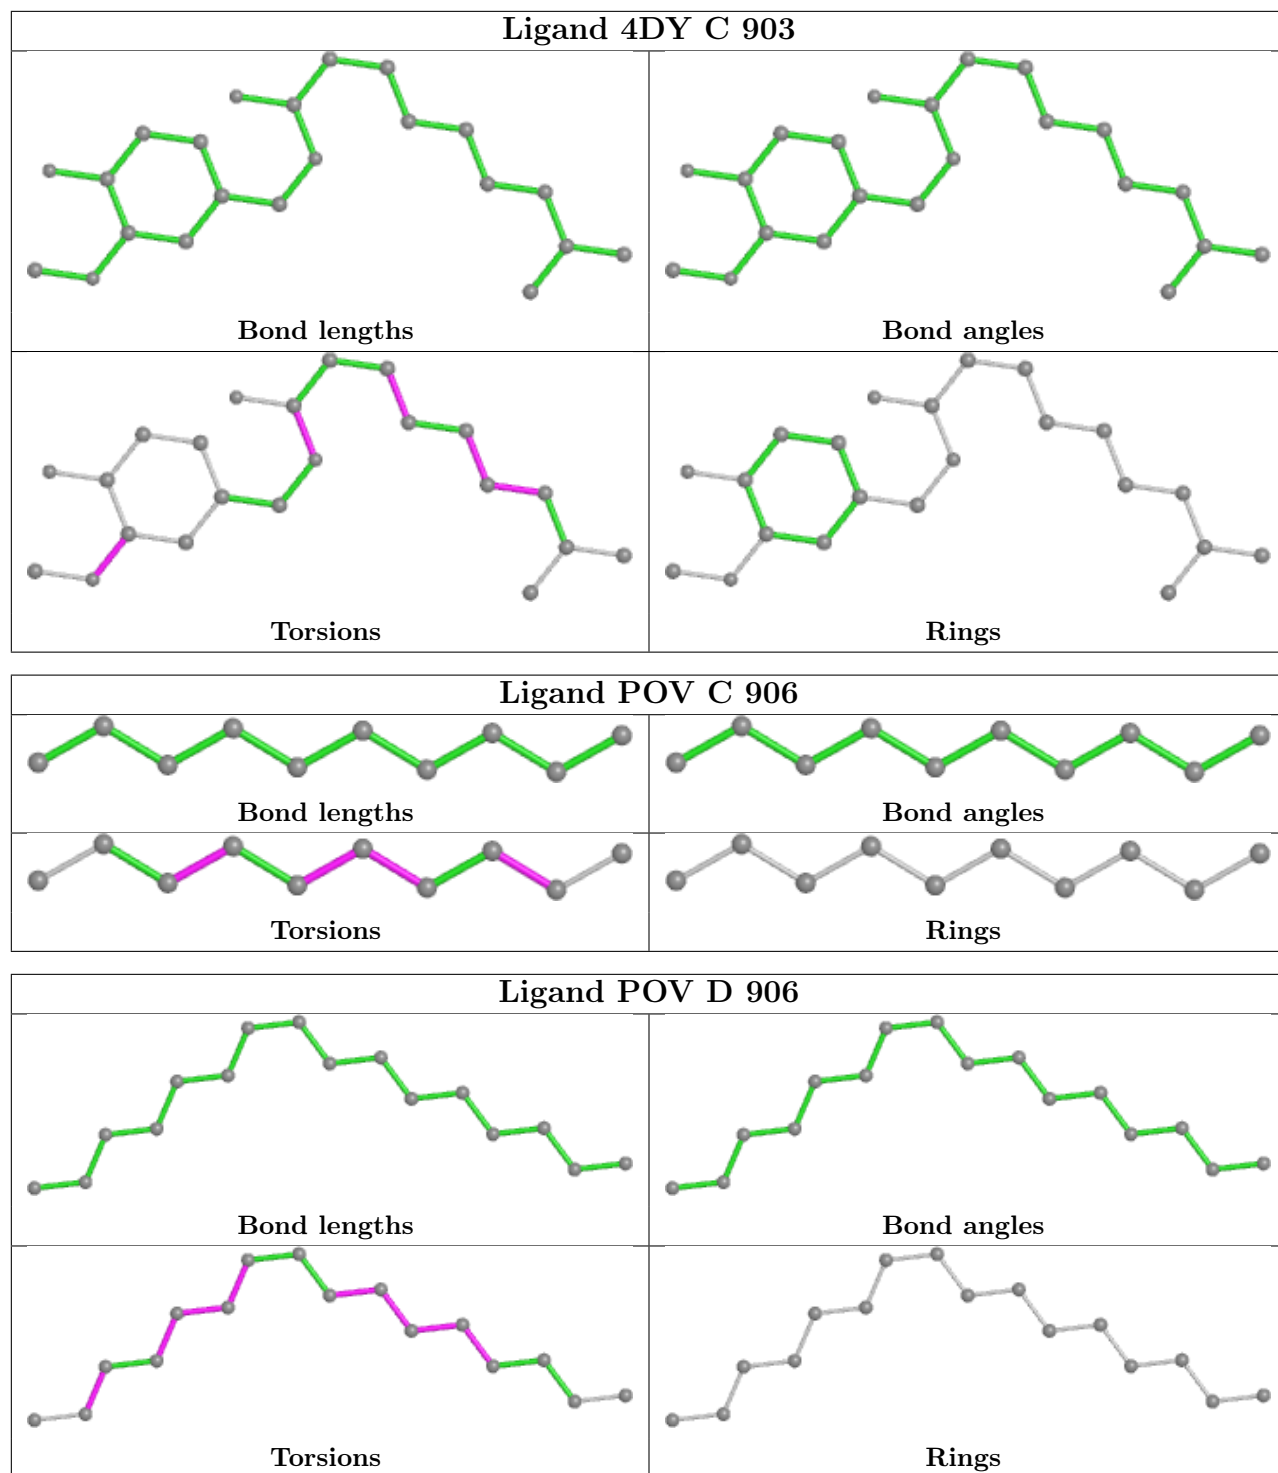 Ligand 4DY C 903
Bond lengths
Bond angles
Torsions
Rings
Ligand POV C 906
Bond lengths
Bond angles
Torsions
Rings
Ligand POV D 906
Bond lengths
Bond angles
Torsions
Rings